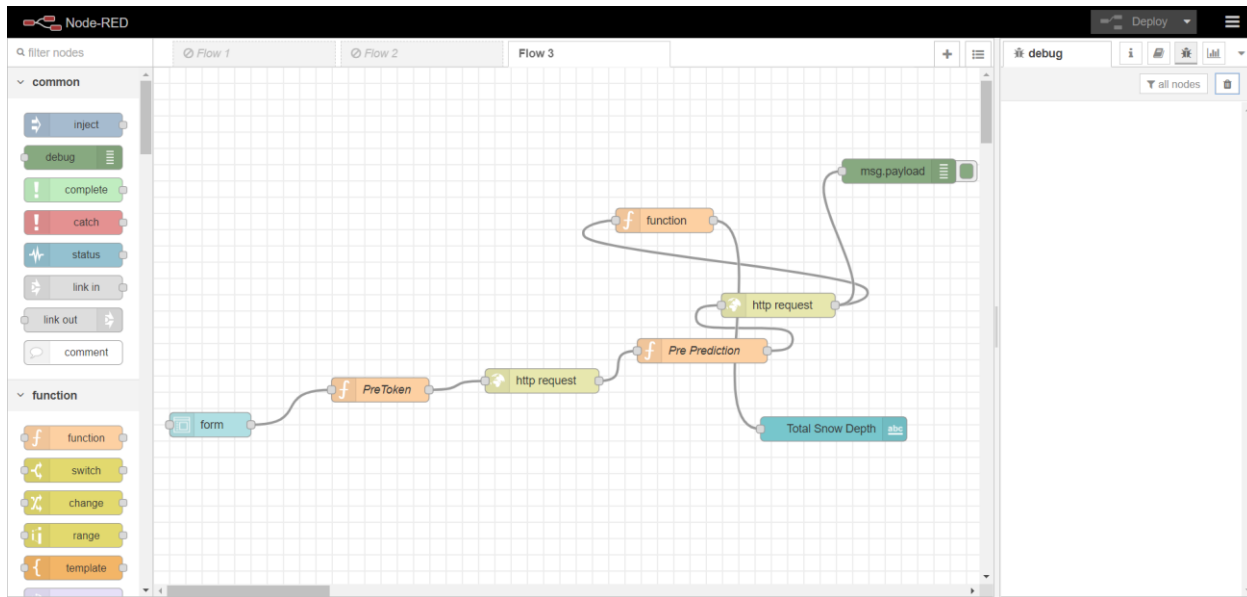 Node-RED
Deploy
filter nodes
Flow 1
Flow 2
Flow 3
debug
i
all nodes
common
inject
debug
complete
catch
status
link in
link out
comment
function
function
switch
change
range
template
msg.payload
function
http request
Pre Prediction
http request
PreToken
form
Total Snow Depth
abc